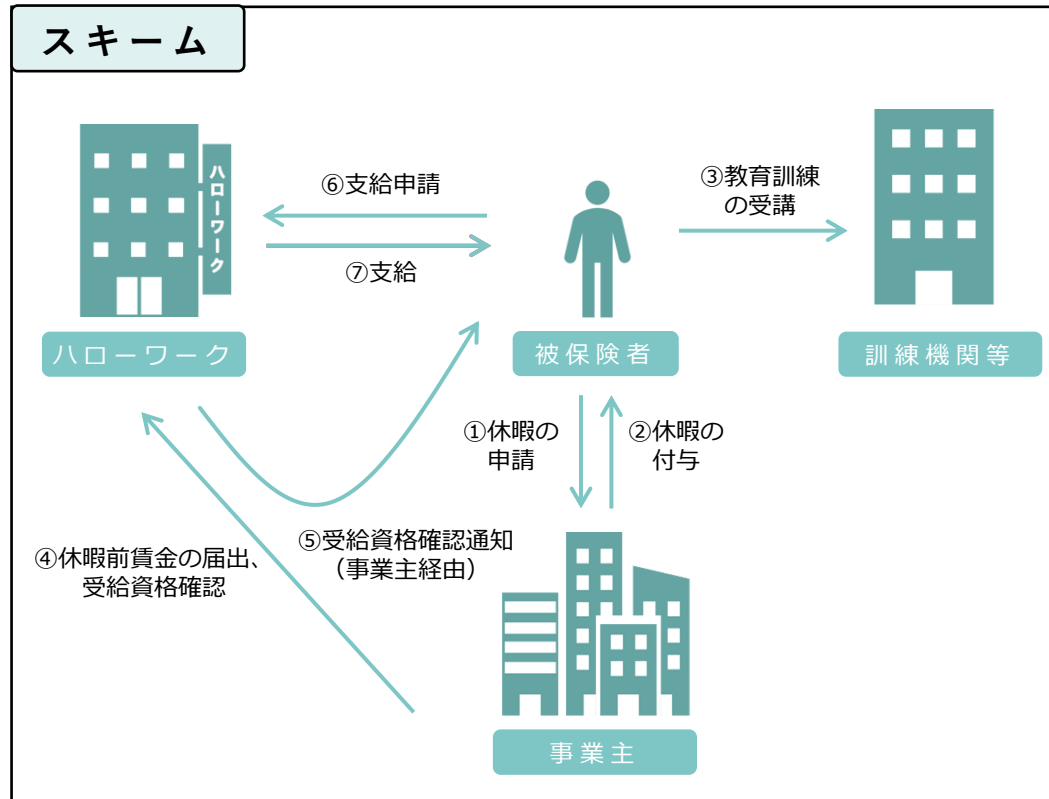 スキーム
ハローワーク
⑥支給申請
⑦支給
③教育訓練
の受講
ハローワーク
被保険者
訓練機関等
①休暇の
申請
②休暇の
付与
④休暇前賃金の届出、
受給資格確認
⑤受給資格確認通知
（事業主経由）
事業主